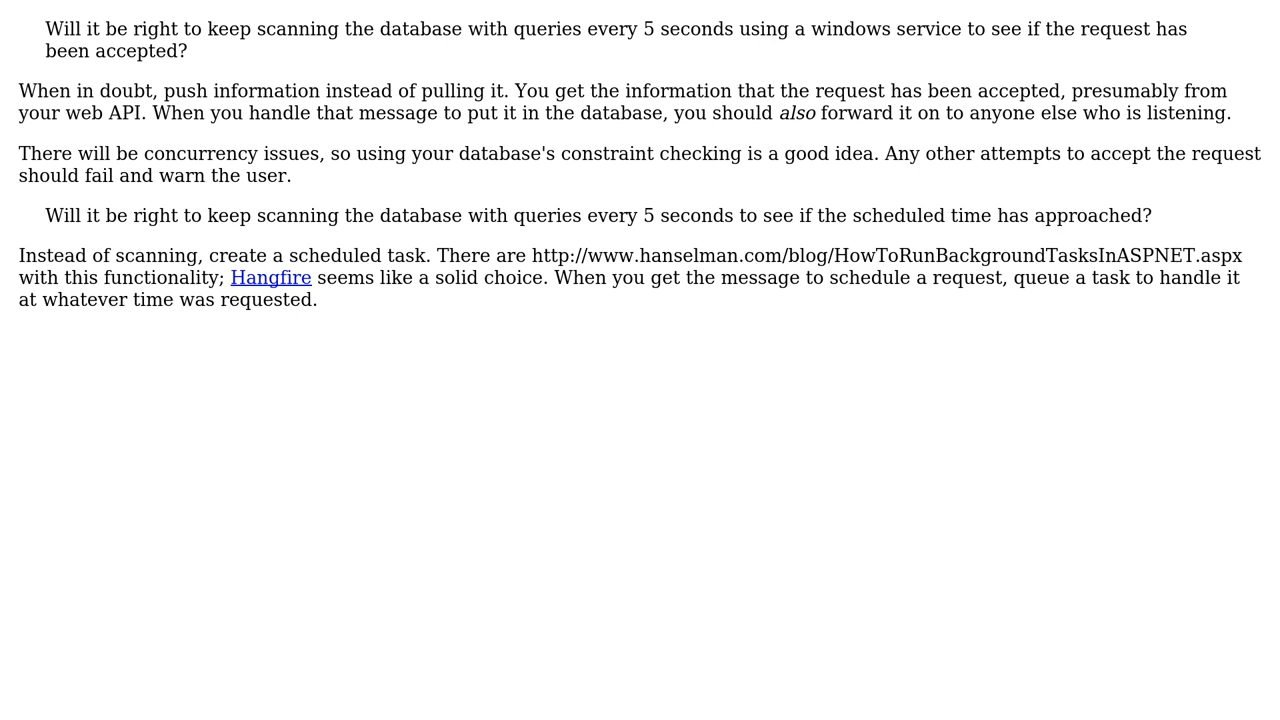 Will it be right to keep scanning the database with queries every 5 seconds using a windows service to see if the request has
been accepted?
When in doubt, push information instead of pulling it. You get the information that the request has been accepted, presumably from
your web API. When you handle that message to put it in the database, you should also forward it on to anyone else who is listening.
There will be concurrency issues, so using your database's constraint checking is a good idea. Any other attempts to accept the request
should fail and warn the user.
Will it be right to keep scanning the database with queries every 5 seconds to see if the scheduled time has approached?
Instead of scanning, create a scheduled task. There are http://www.hanselman.com/blog/HowToRunBackgroundTasksInASPNET.aspx
with this functionality; Hangfire seems like a solid choice. When you get the message to schedule a request, queue a task to handle it
at whatever time was requested.